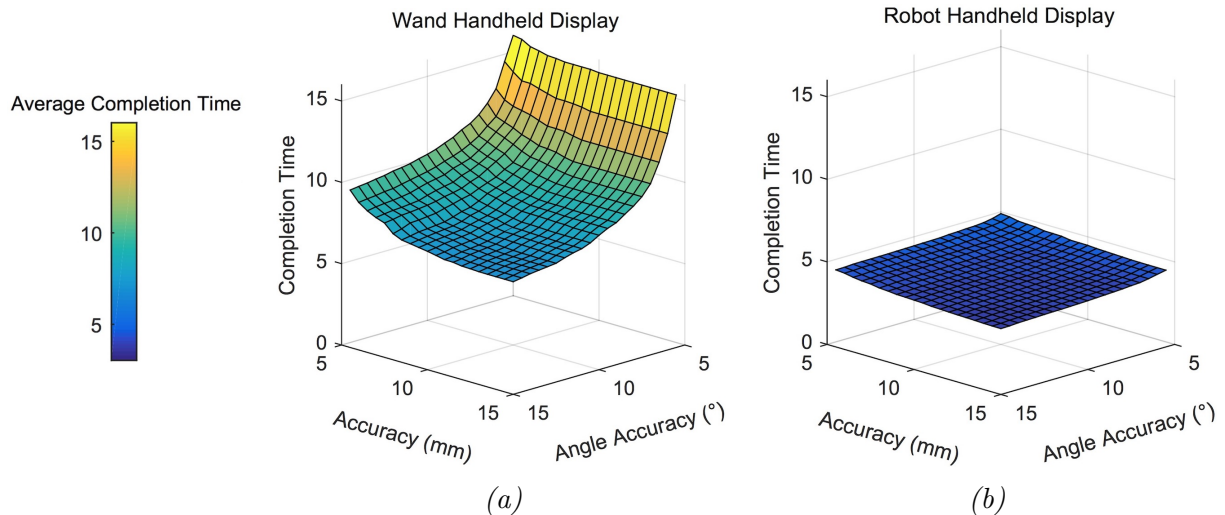 Wand Handheld Display
Robot Handheld Display
Average Completion Time
15
10
5
Completion Time
15
10
5
0
5
10
15
Accuracy (mm)
15
10
5
Angle Accuracy (°)
Completion Time
15
10
5
0
5
10
15
Accuracy (mm)
15
10
5
Angle Accuracy (°)
(a)
(b)